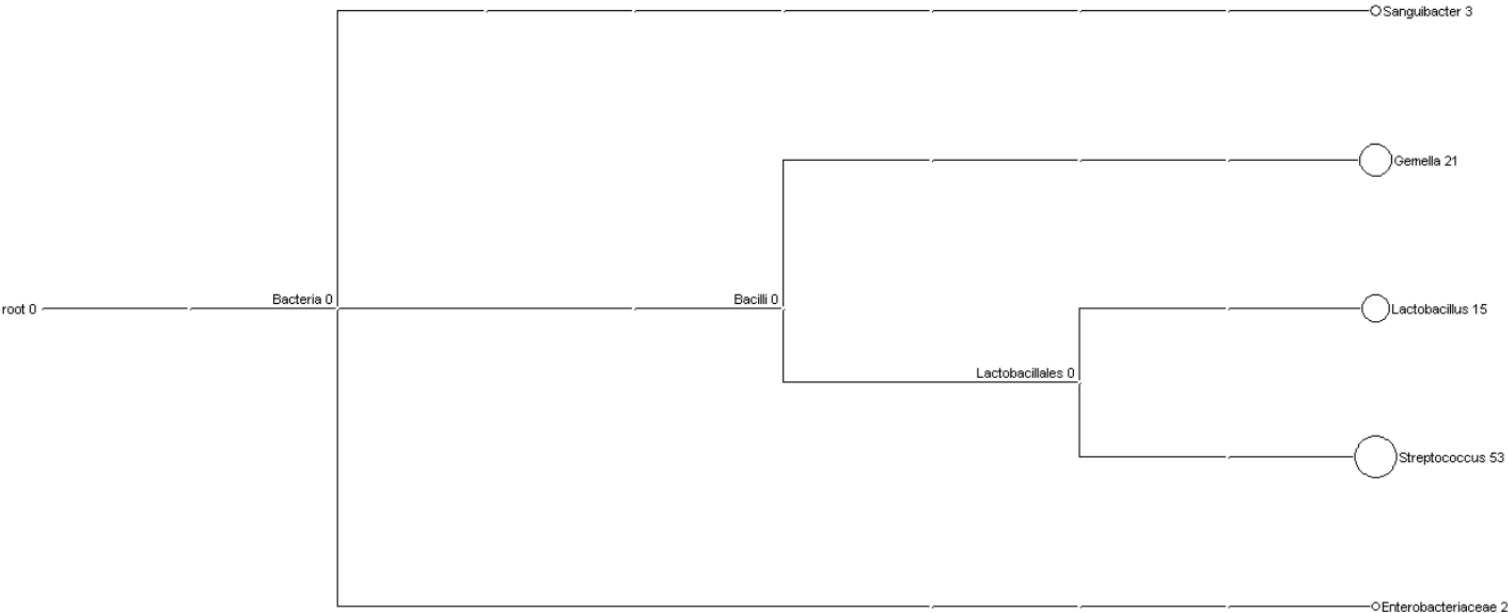 Sanguibacter 3
Gemella 21
Bacteria 0
Bacilli 0
root 0
Lactobacillus 15
Lactobacillales 0
Streptococcus 53
Enterobacteriaceae 2